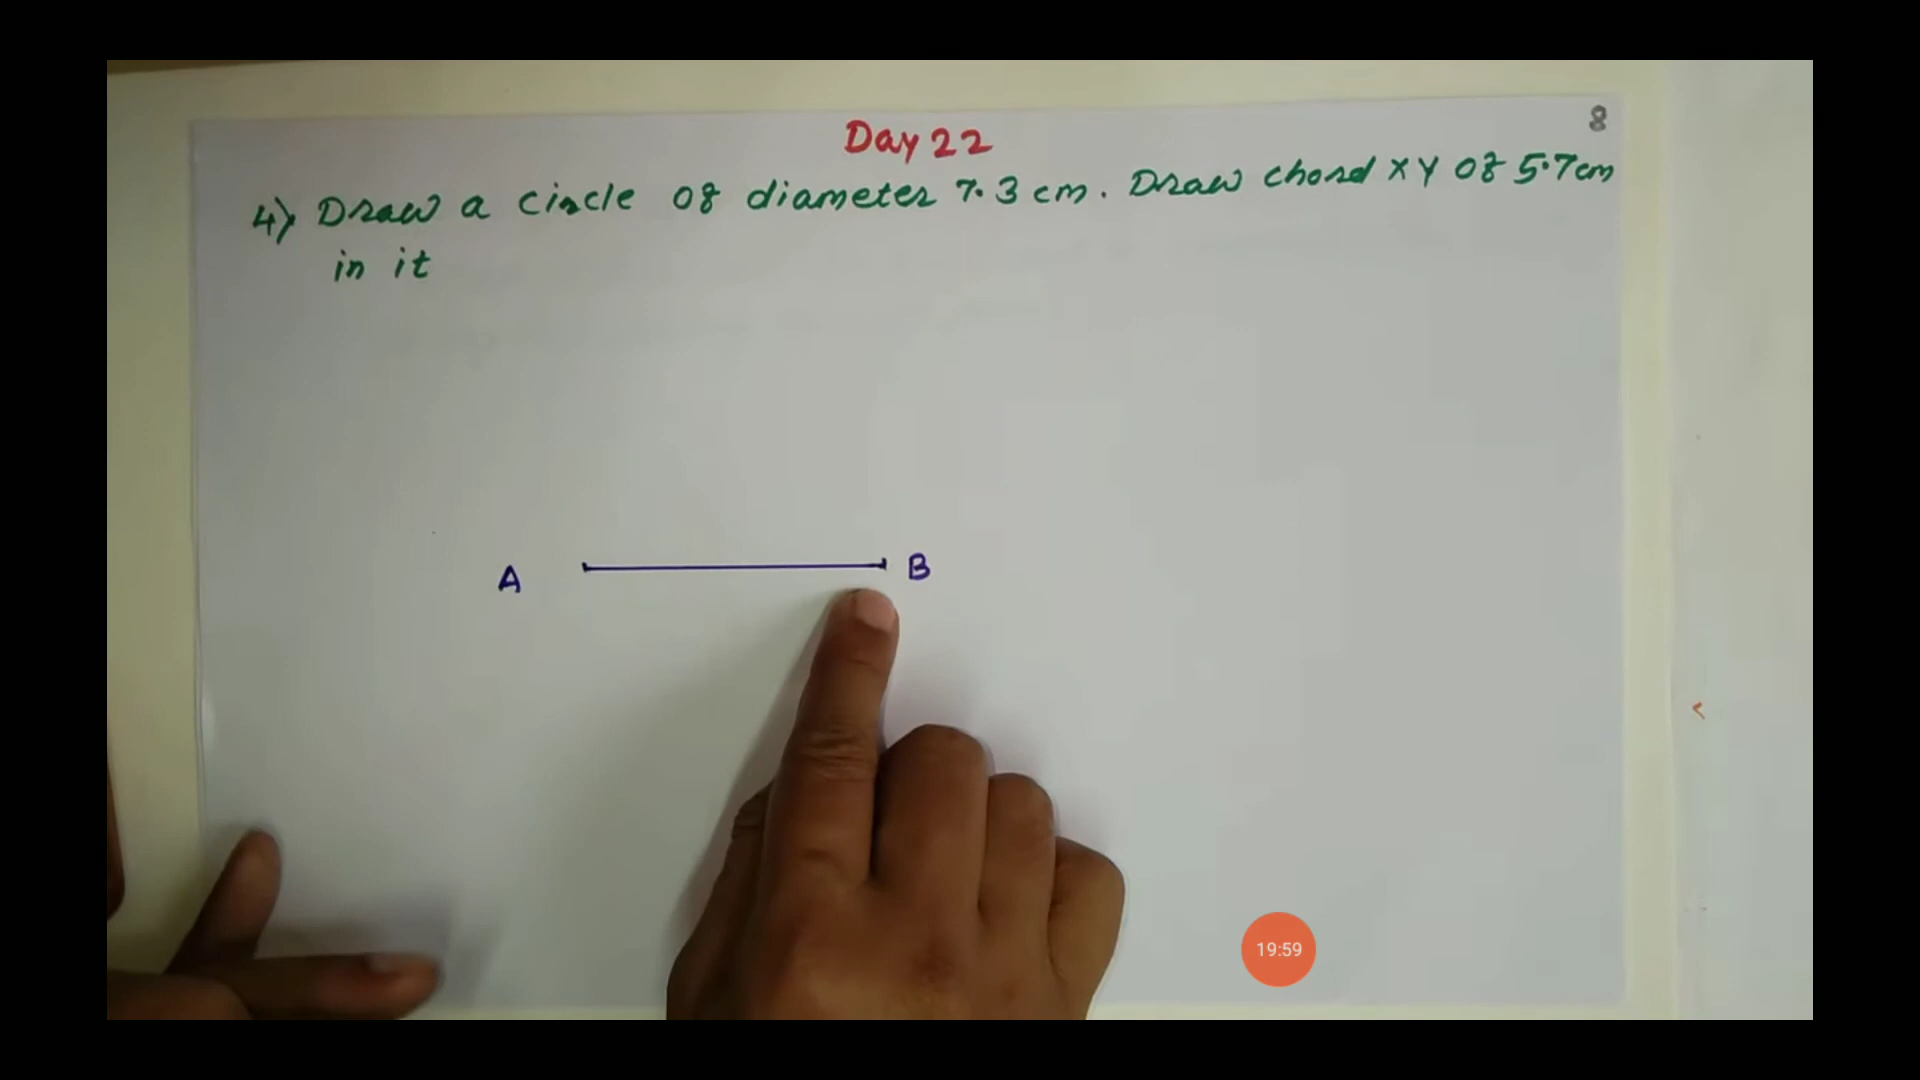 8
Day 22
4) Draw a circle of diameter 7.3 cm. Draw chord XY of 5.7cm
in it
A
B
<
19:59